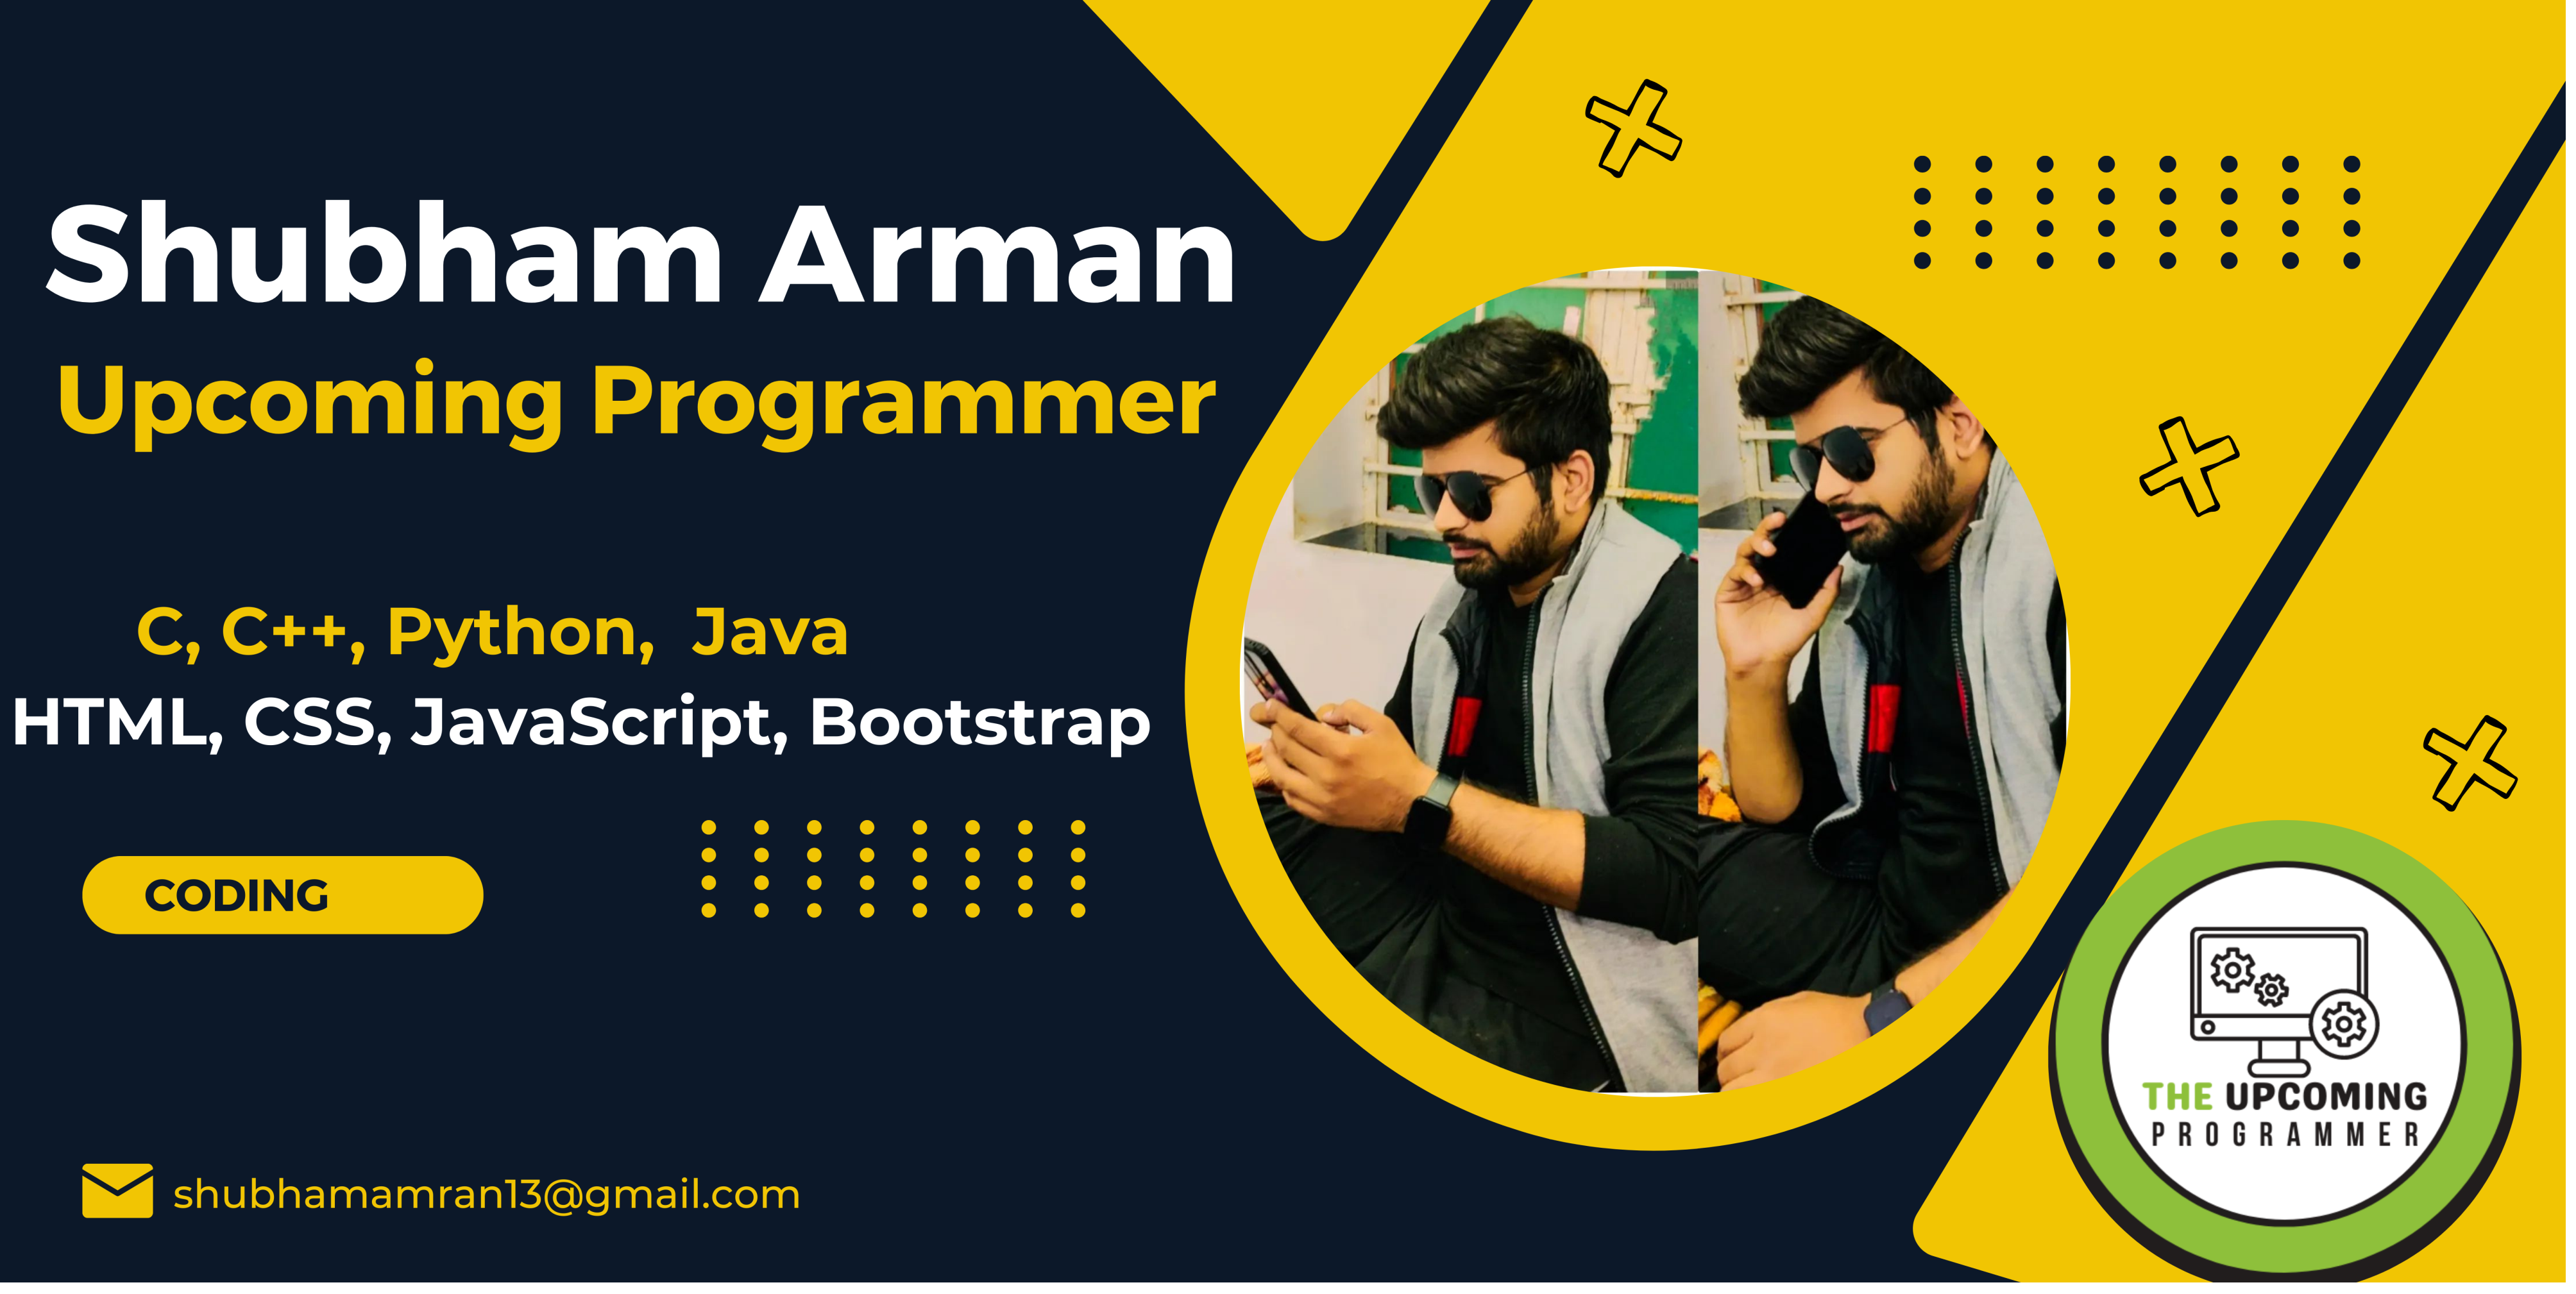 Shubham Arman
Upcoming Programmer
C, C++, Python, Java
HTML, CSS, JavaScript, Bootstrap
CODING
shubhamamran13@gmail.com
THE UPCOMING
PROGRAMMER